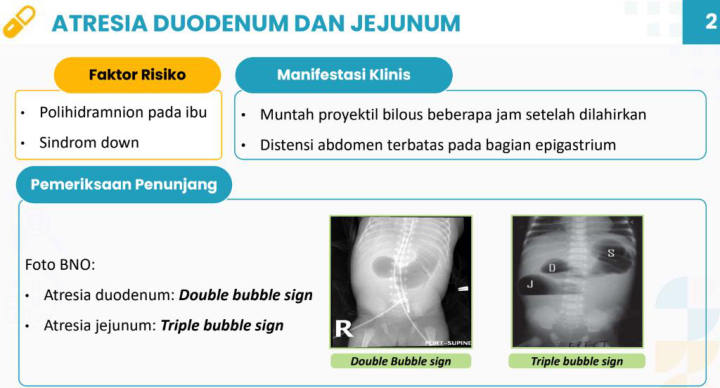 ATRESIA DUODENUM DAN JEJUNUM
2
Faktor Risiko
• Polihidramnion pada ibu
• Sindrom down
Manifestasi Klinis
• Muntah proyektil bilous beberapa jam setelah dilahirkan
• Distensi abdomen terbatas pada bagian epigastrium
Pemeriksaan Penunjang
Foto BNO:
• Atresia duodenum: Double bubble sign
• Atresia jejunum: Triple bubble sign
R
SUPINE
Double Bubble sign
S
D
J
ERECT
Triple bubble sign